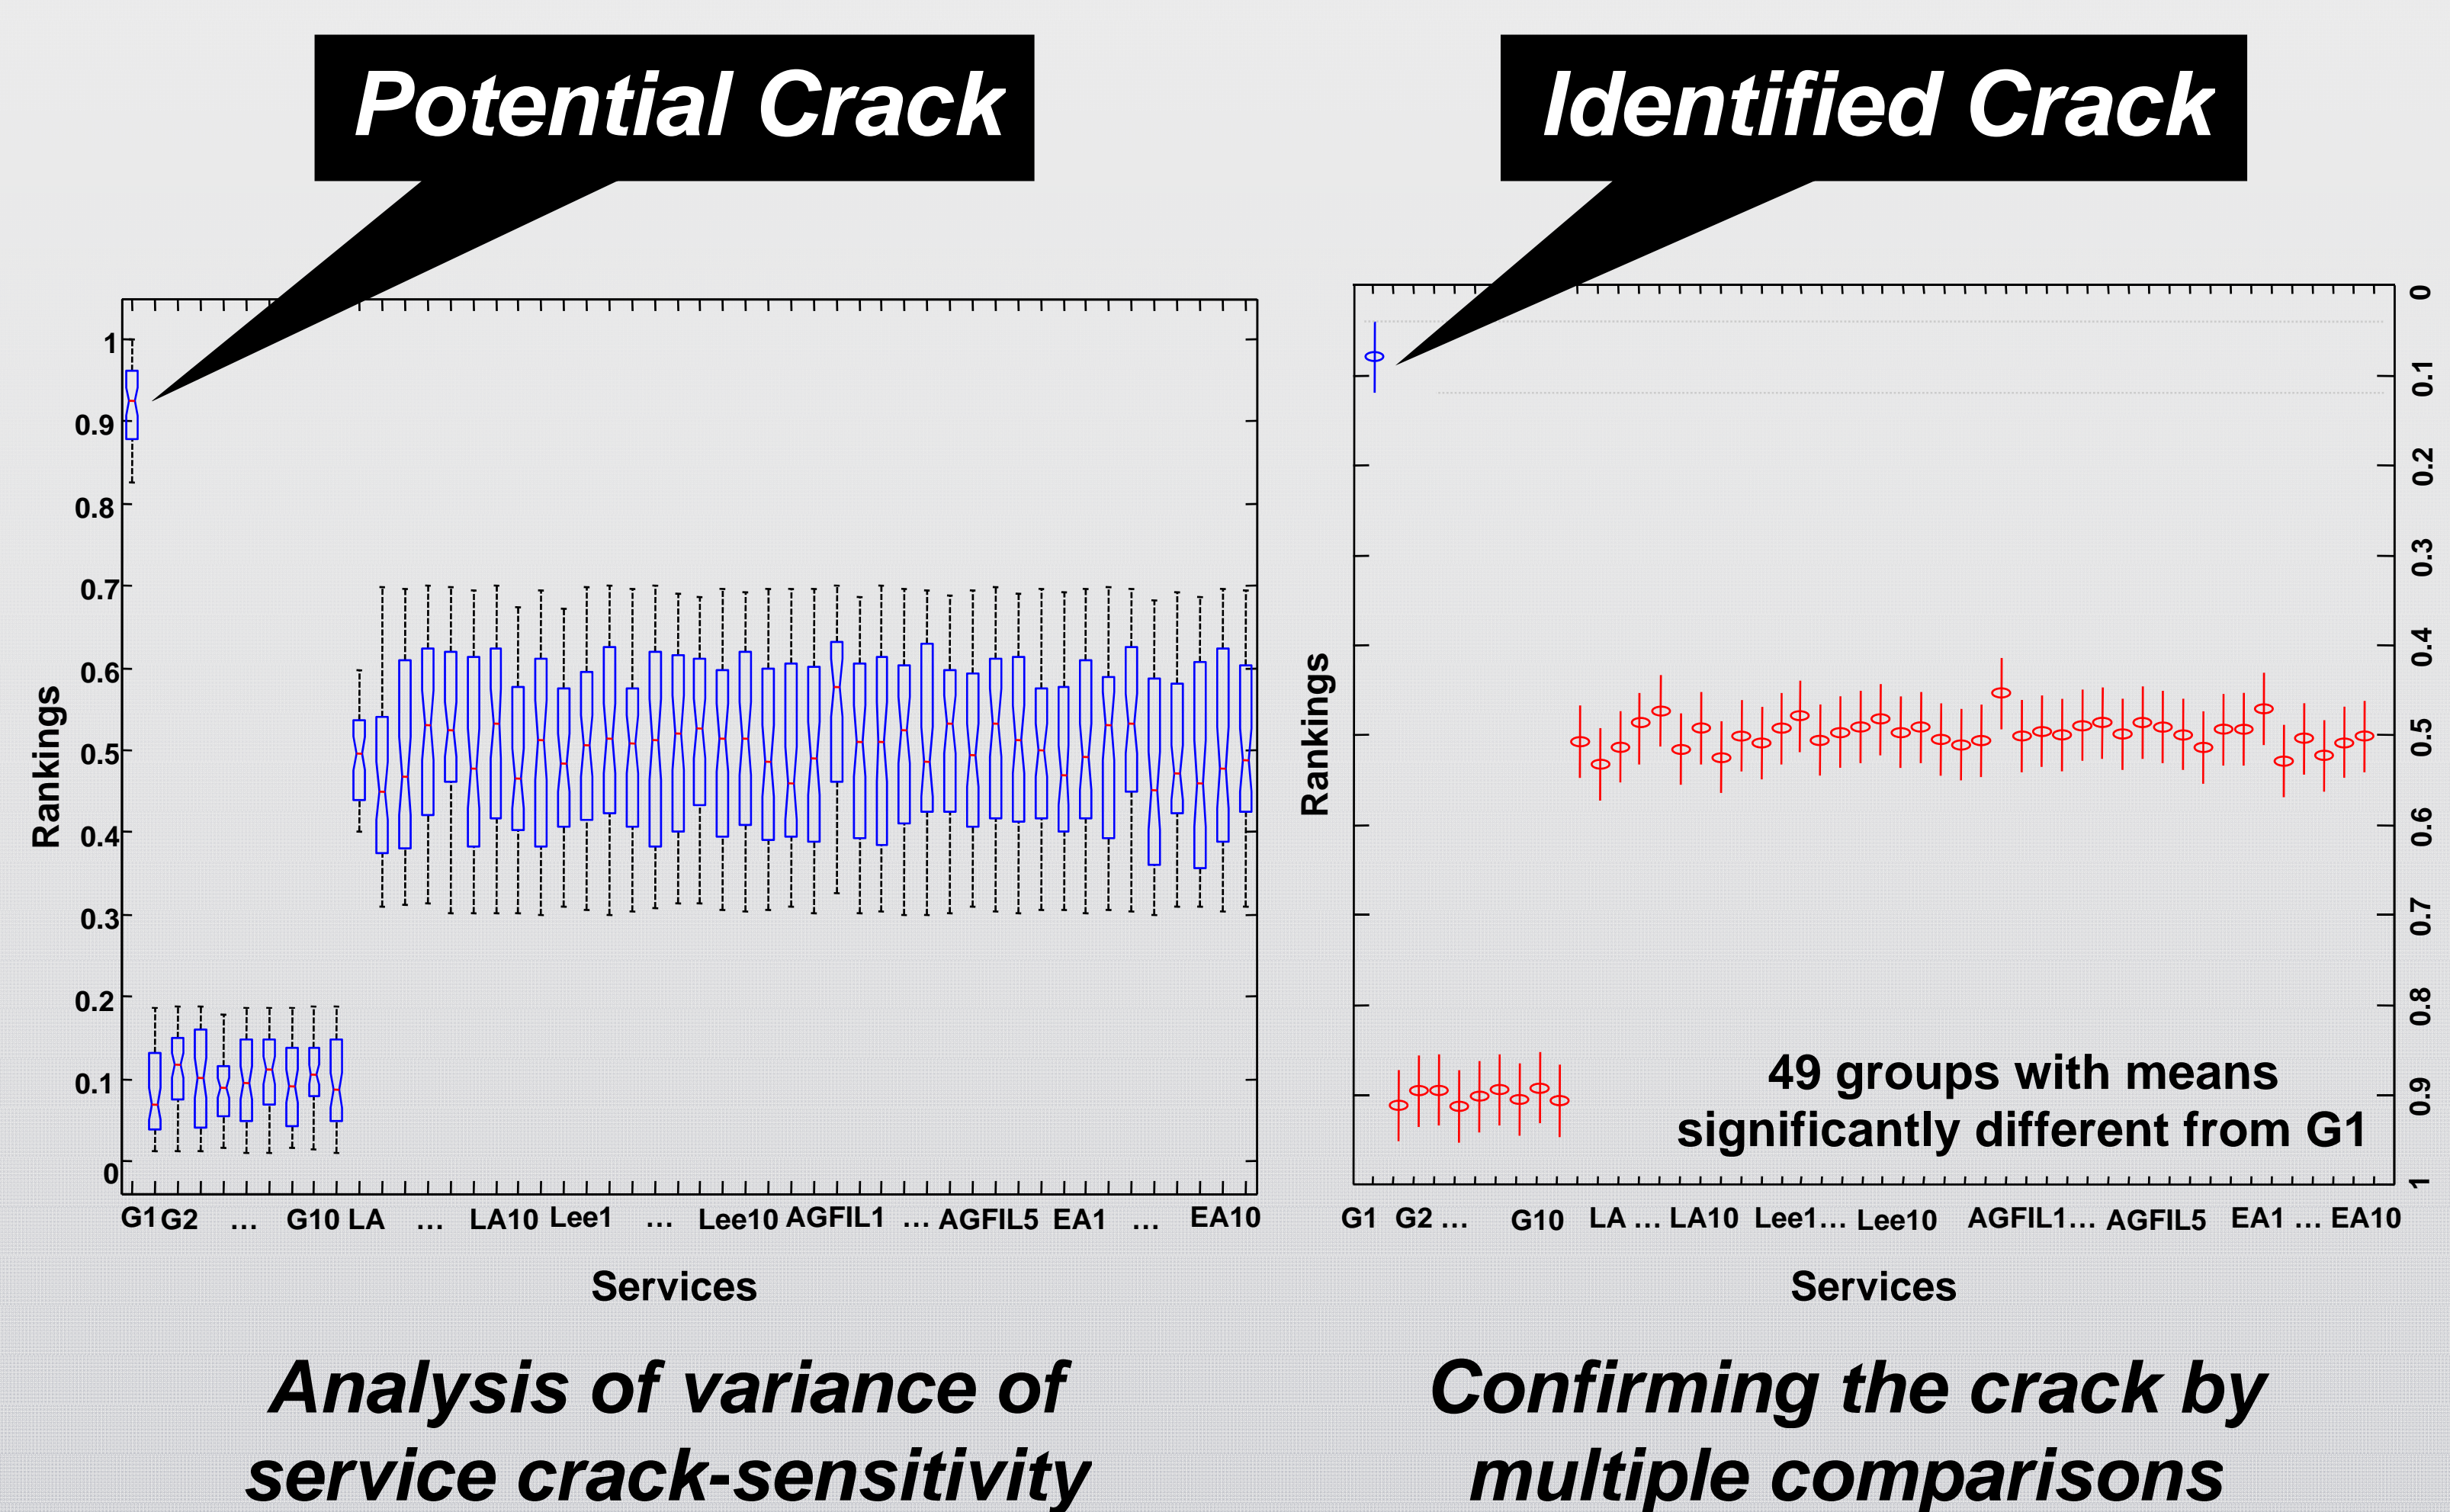 Potential Crack
Identified Crack
1
0.9
0.8
0.7
0.6
0.5
0.4
0.3
0.2
0.1
0
Rankings
G1 G2 … G10 LA … LA10 Lee1 … Lee10 AGFIL1 … AGFIL5 EA1 … EA10
Services
0
0.1
0.2
0.3
0.4
0.5
0.6
0.7
0.8
0.9
1
Rankings
49 groups with means
significantly different from G1
G1 G2 … G10 LA … LA10 Lee1… Lee10 AGFIL1… AGFIL5 EA1 … EA10
Services
Analysis of variance of
service crack-sensitivity
Confirming the crack by
multiple comparisons